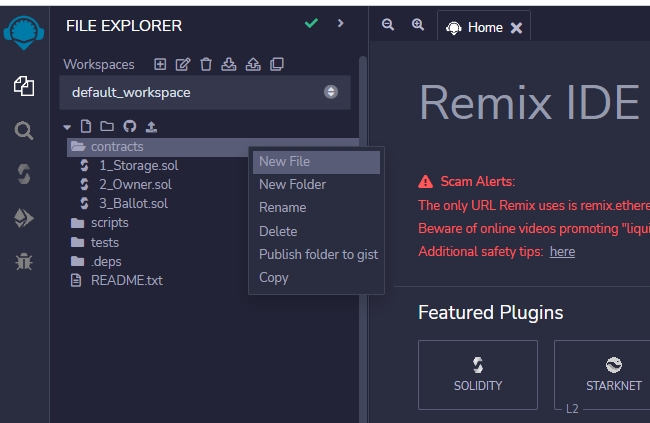 FILE EXPLORER
Workspaces
default_workspace
contracts
1_Storage.sol
2_Owner.sol
3_Ballot.sol
scripts
tests
.deps
README.txt
New File
New Folder
Rename
Delete
Publish folder to gist
Copy
Home
Remix IDE
Scam Alerts:
The only URL Remix uses is remix.ethere
Beware of online videos promoting "liqui
Additional safety tips: here
Featured Plugins
SOLIDITY
STARKNET
L2